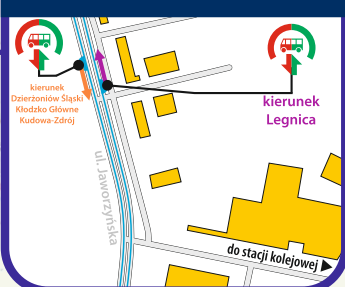 kierunek
Dzierżoniów Śląski
Kłodzko Główne
Kudowa-Zdrój
kierunek
Legnica
ul. Jaworzyńska
do stacji kolejowej